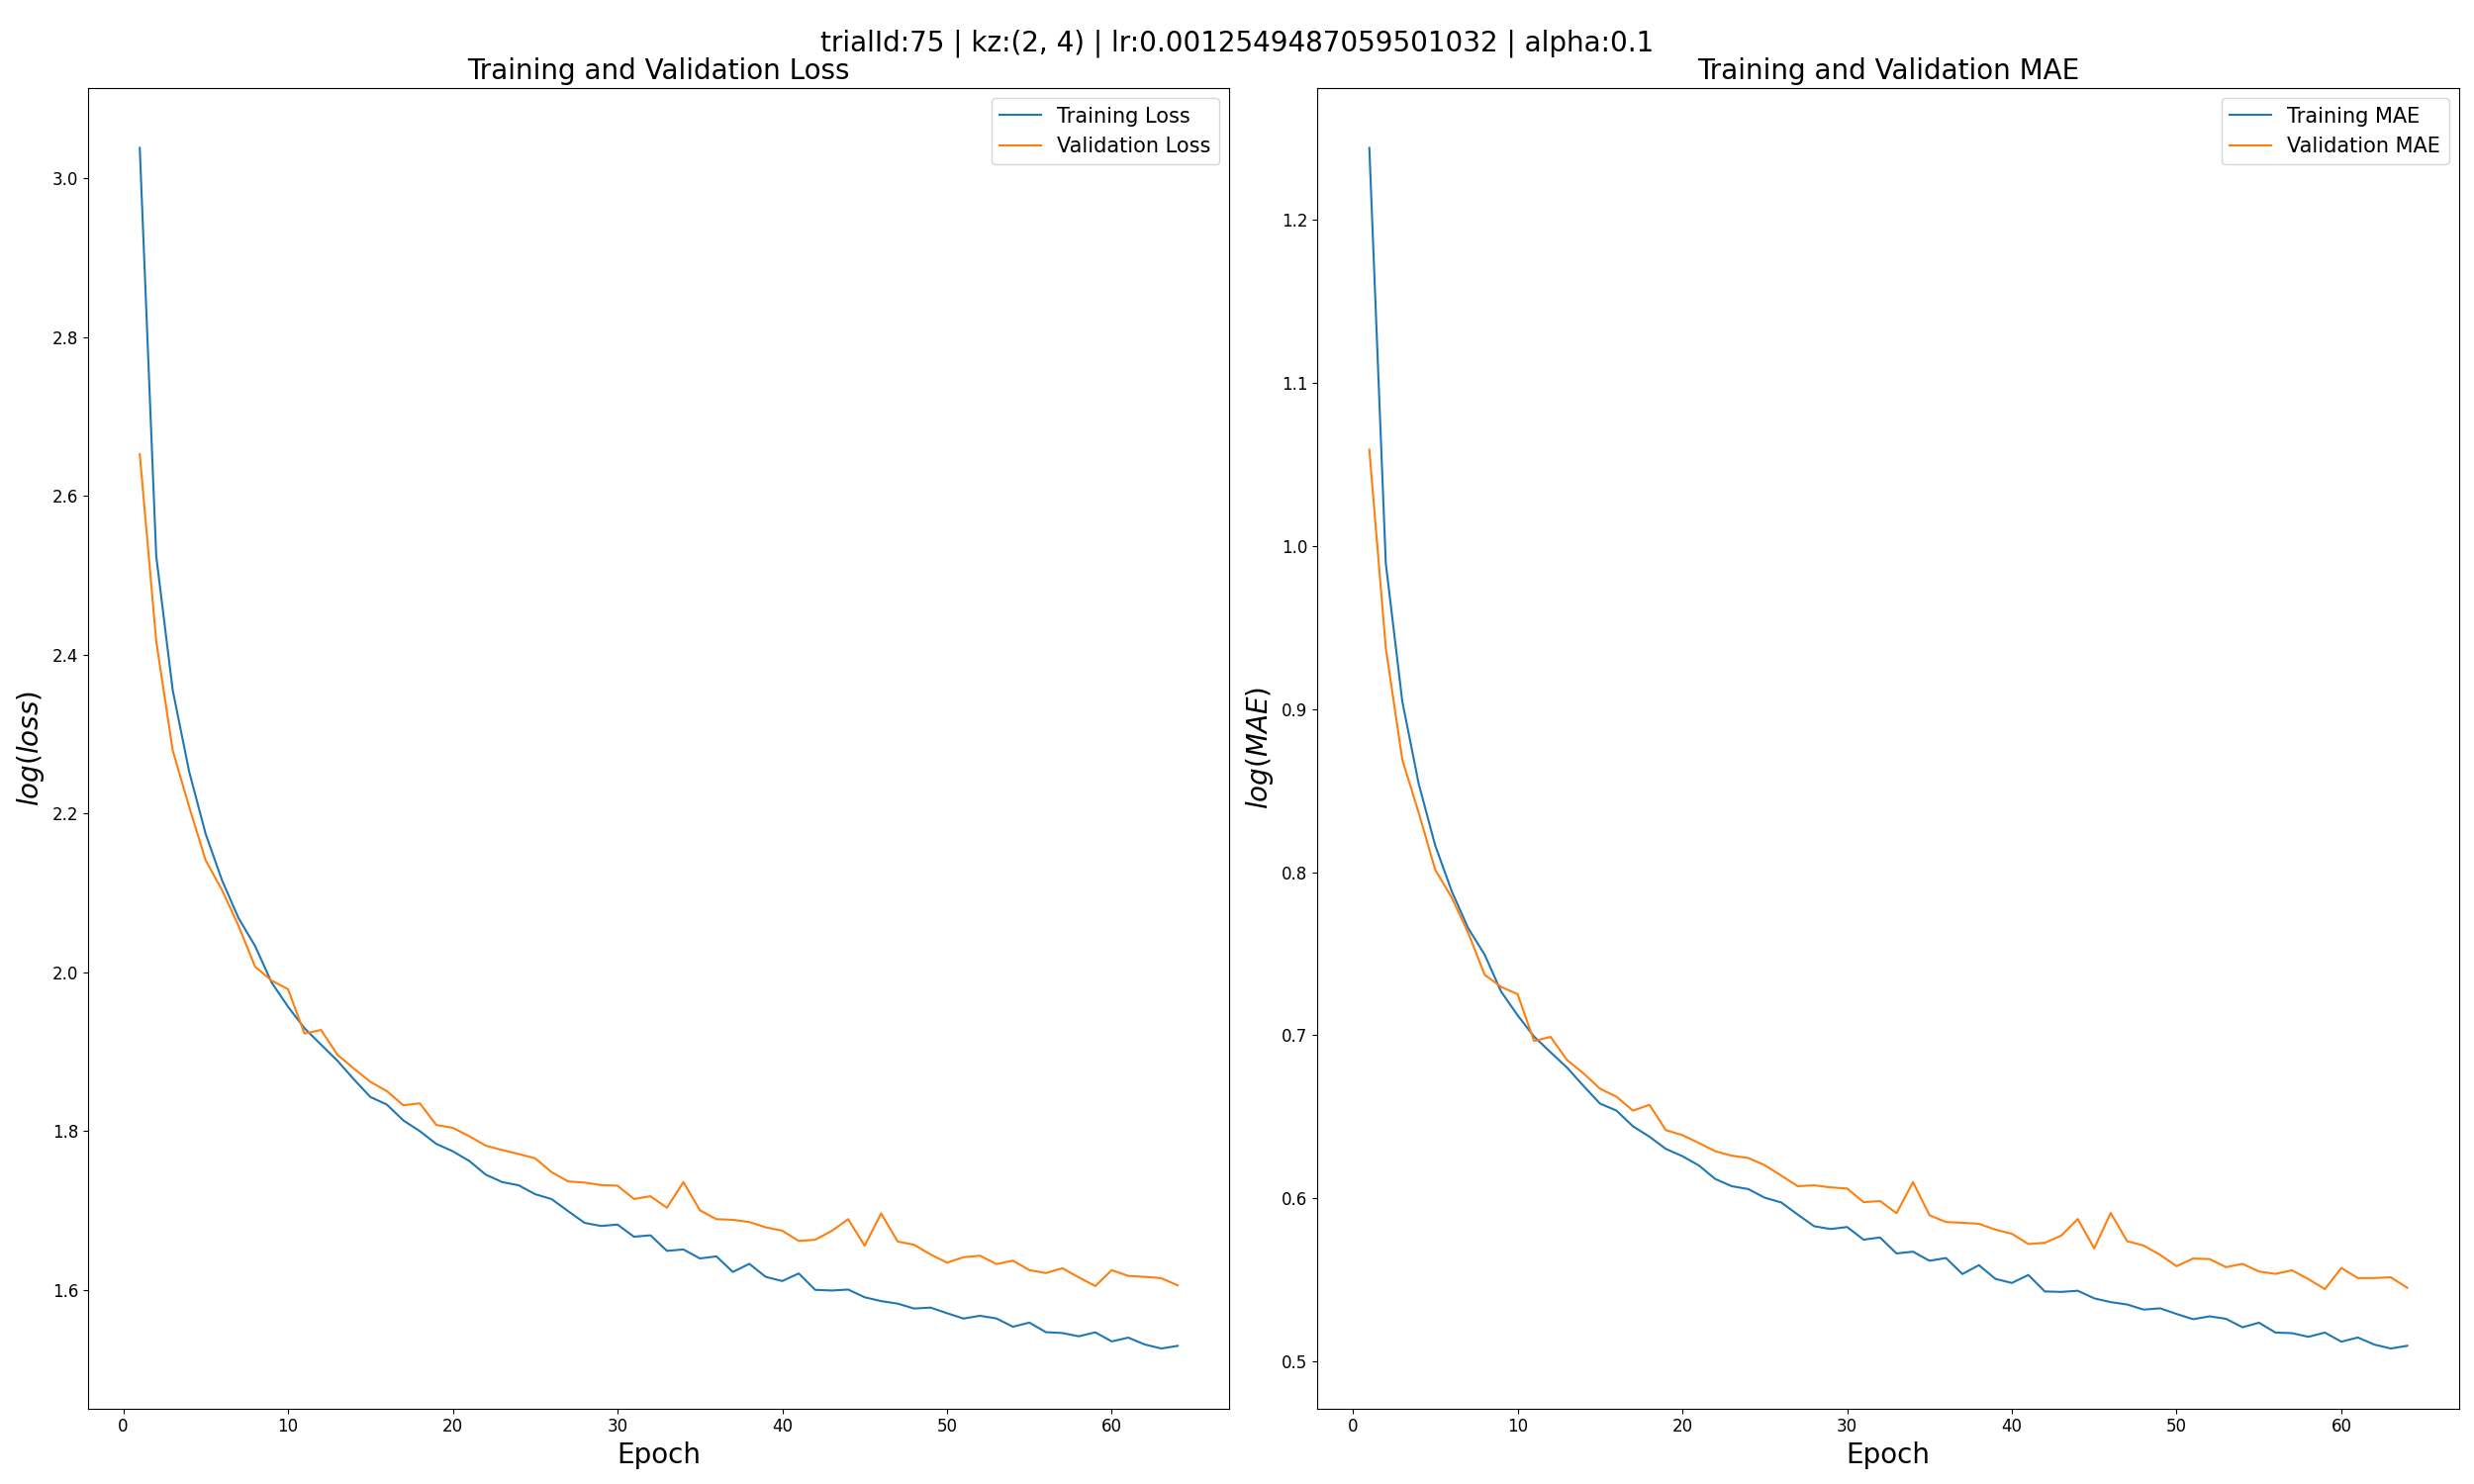 trialId:75 | kz:(2, 4) | lr:0.0012549487059501032 | alpha:0.1
Training and Validation Loss
Training Loss
Validation Loss
3.0
2.8
2.6
2.4
2.2
2.0
1.8
1.6
log(loss)
0 10 20 30 40 50 60
Epoch
Training and Validation MAE
Training MAE
Validation MAE
1.2
1.1
1.0
0.9
0.8
0.7
0.6
0.5
log(MAE)
0 10 20 30 40 50 60
Epoch